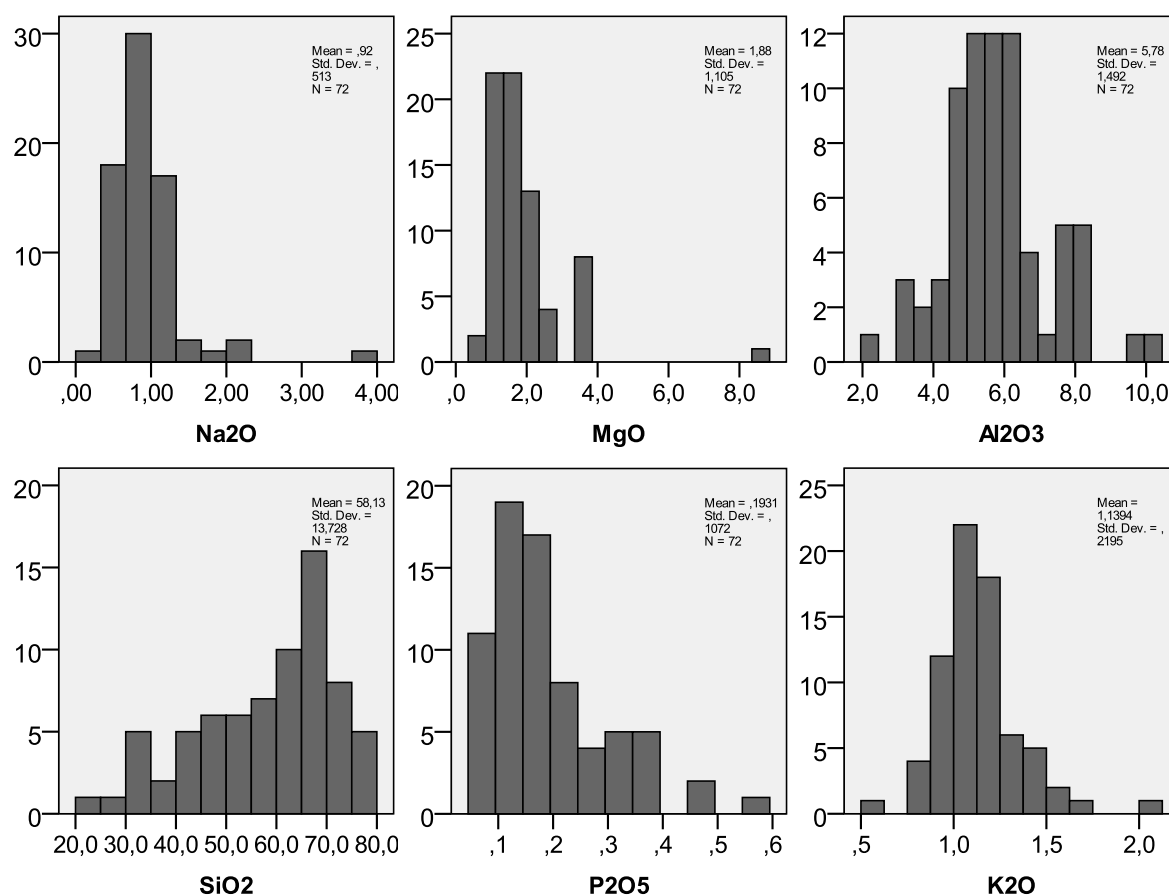 30
20
10
0
Mean = ,92
Std. Dev. = ,
513
N = 72
,00 1,00 2,00 3,00 4,00
Na2O
25
20
15
10
5
0
Mean = 1,88
Std. Dev. =
1,105
N = 72
,0 2,0 4,0 6,0 8,0
MgO
12
10
8
6
4
2
0
Mean = 5,78
Std. Dev. =
1,492
N = 72
2,0 4,0 6,0 8,0 10,0
Al2O3
20
15
10
5
0
Mean = 58,13
Std. Dev. =
13,728
N = 72
20,0 30,0 40,0 50,0 60,0 70,0 80,0
SiO2
20
15
10
5
0
Mean = ,1931
Std. Dev. = ,
1072
N = 72
,1 ,2 ,3 ,4 ,5 ,6
P2O5
25
20
15
10
5
0
Mean =
1,1394
Std. Dev. = ,
2195
,5 1,0 1,5 2,0
K2O